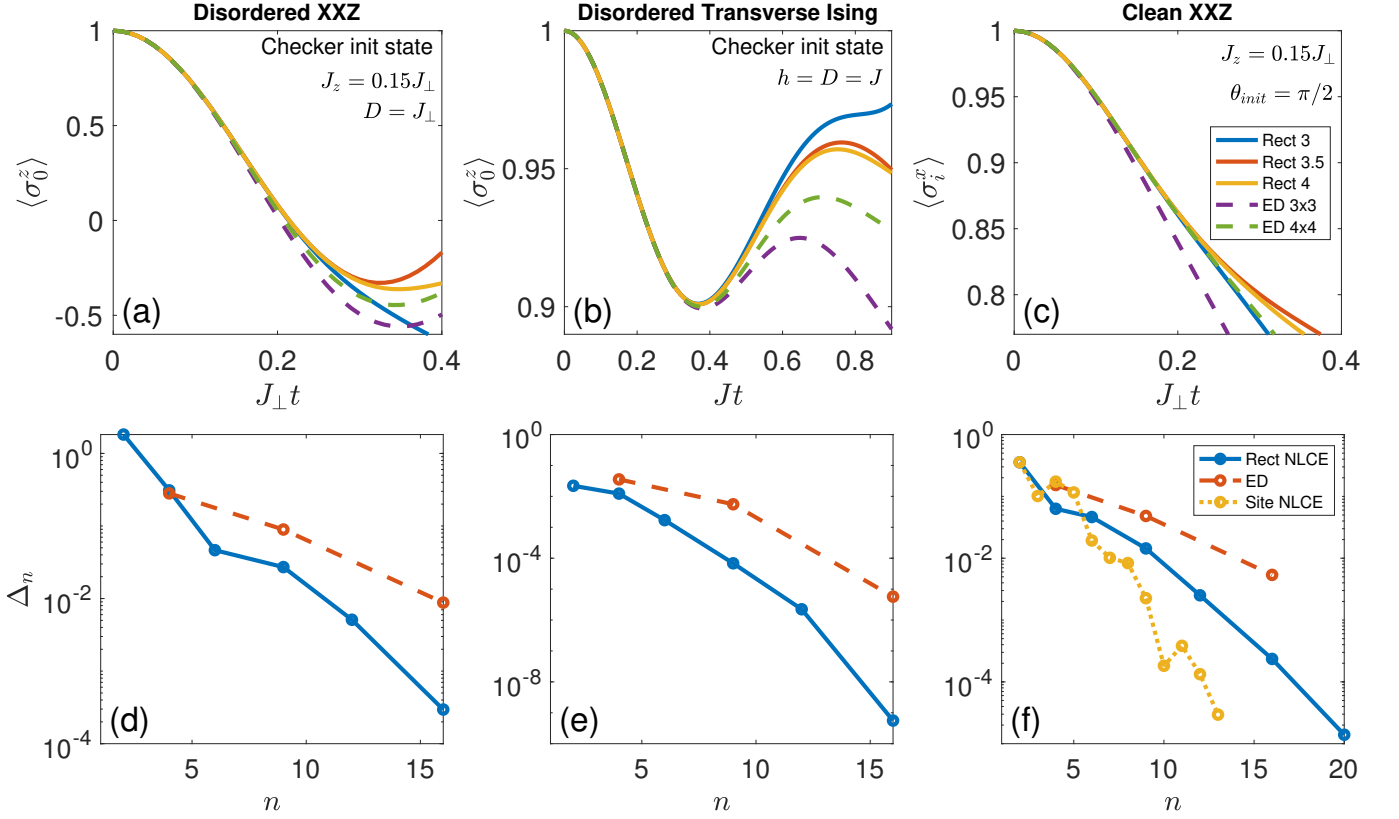 Disordered XXZ
Disordered Transverse Ising
Clean XXZ
1
0.5
0
-0.5
⟨σ₀ᶻ⟩
Checker init state
J_z = 0.15J_⊥
D = J_⊥
(a)
0
0.2
0.4
J_⊥t
1
0.95
0.9
⟨σ₀ᶻ⟩
Checker init state
h = D = J
(b)
0
0.2
0.4
0.6
0.8
Jt
1
0.95
0.9
0.85
0.8
⟨σᵢˣ⟩
J_z = 0.15J_⊥
θ_init = π/2
Rect 3
Rect 3.5
Rect 4
ED 3x3
ED 4x4
(c)
0
0.2
0.4
J_⊥t
10⁰
10⁻²
10⁻⁴
Δₙ
(d)
5
10
15
n
10⁰
10⁻⁴
10⁻⁸
(e)
5
10
15
n
10⁰
10⁻²
10⁻⁴
Rect NLCE
ED
Site NLCE
(f)
5
10
15
20
n